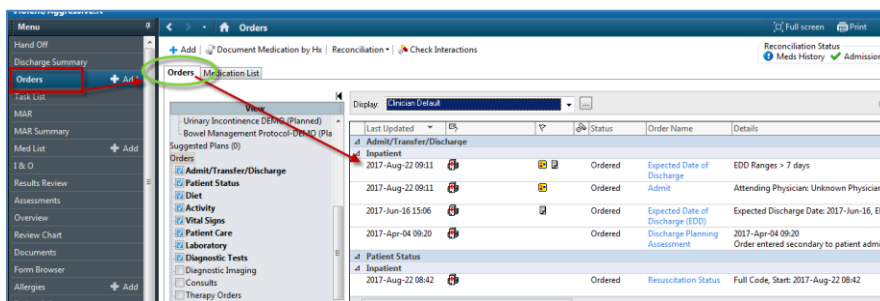 Violent/Aggressive.N
Menu
Orders
Full screen
Print
Hand Off
Discharge Summary
Orders
Add
Task List
MAR
MAR Summary
Med List
Add
I & O
Results Review
Assessments
Overview
Review Chart
Documents
Form Browser
Allergies
Add
Add
Document Medication by Hx
Reconciliation
Check Interactions
Reconciliation Status
Meds History
Admission
Orders
Medication List
View
Urinary Incontinence DEMO (Planned)
Bowel Management Protocol-DEMO (Pla
Suggested Plans (0)
Orders
Admit/Transfer/Discharge
Patient Status
Diet
Activity
Vital Signs
Patient Care
Laboratory
Diagnostic Tests
Diagnostic Imaging
Consults
Therapy Orders
Display: Clinician Default
Last Updated
Status
Order Name
Details
Admit/Transfer/Discharge
Inpatient
2017-Aug-22 09:11
Ordered
Expected Date of
Discharge
EDD Ranges > 7 days
2017-Aug-22 09:11
Ordered
Admit
Attending Physician: Unknown Physician
2017-Jun-16 15:06
Ordered
Expected Date of
Discharge (EDD)
Expected Discharge Date: 2017-Jun-16, E
2017-Apr-04 09:20
Ordered
Discharge Planning
Assessment
2017-Apr-04 09:20
Order entered secondary to patient admi
Patient Status
Inpatient
2017-Aug-22 08:42
Ordered
Resuscitation Status
Full Code, Start: 2017-Aug-22 08:42